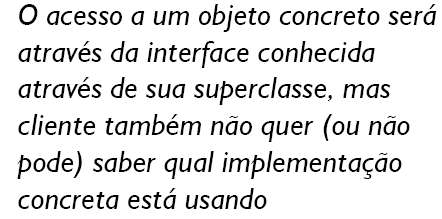 O acesso a um objeto concreto será
através da interface conhecida
através de sua superclasse, mas
cliente também não quer (ou não
pode) saber qual implementação
concreta está usando